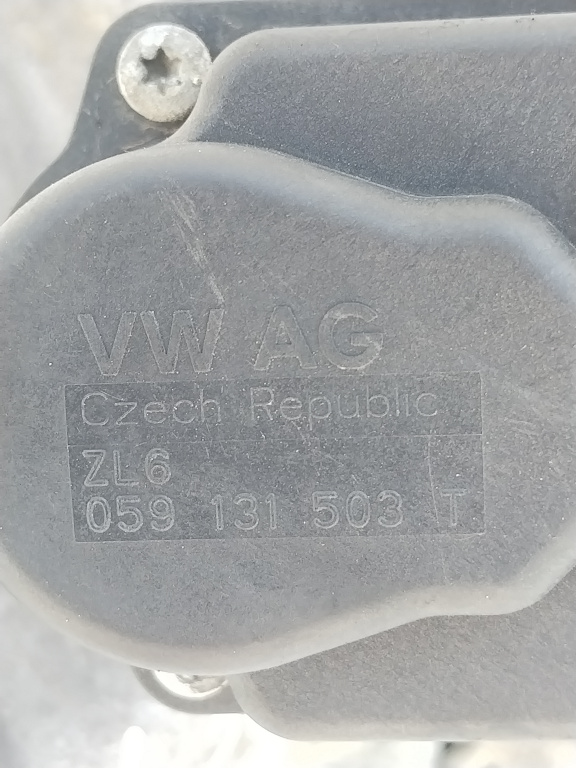 VW AG
Czech Republic
ZL6
059 131 503 T